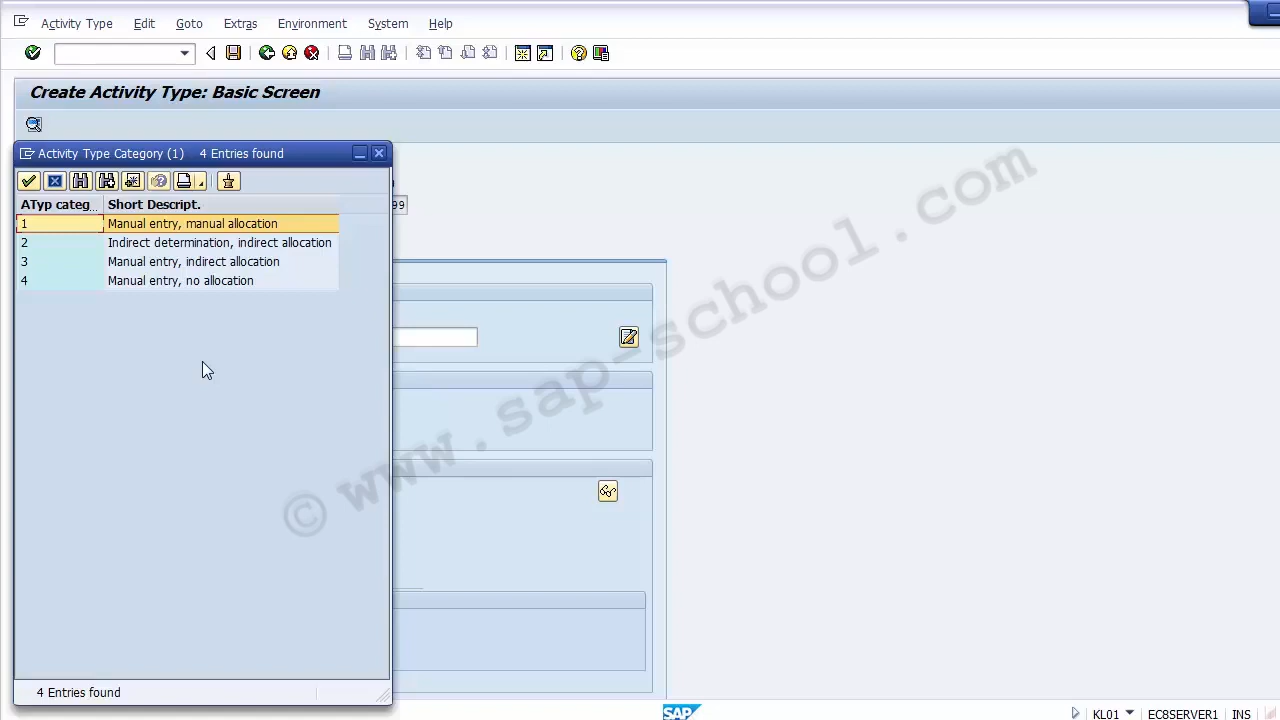 Activity Type Edit Goto Extras Environment System Help
Create Activity Type: Basic Screen
Activity Type Category (1) 4 Entries found
ATyp categ... Short Descript.
99
1 Manual entry, manual allocation
2 Indirect determination, indirect allocation
3 Manual entry, indirect allocation
4 Manual entry, no allocation
© www.sap-school.com
4 Entries found
SAP KL01 EC8SERVER1 INS